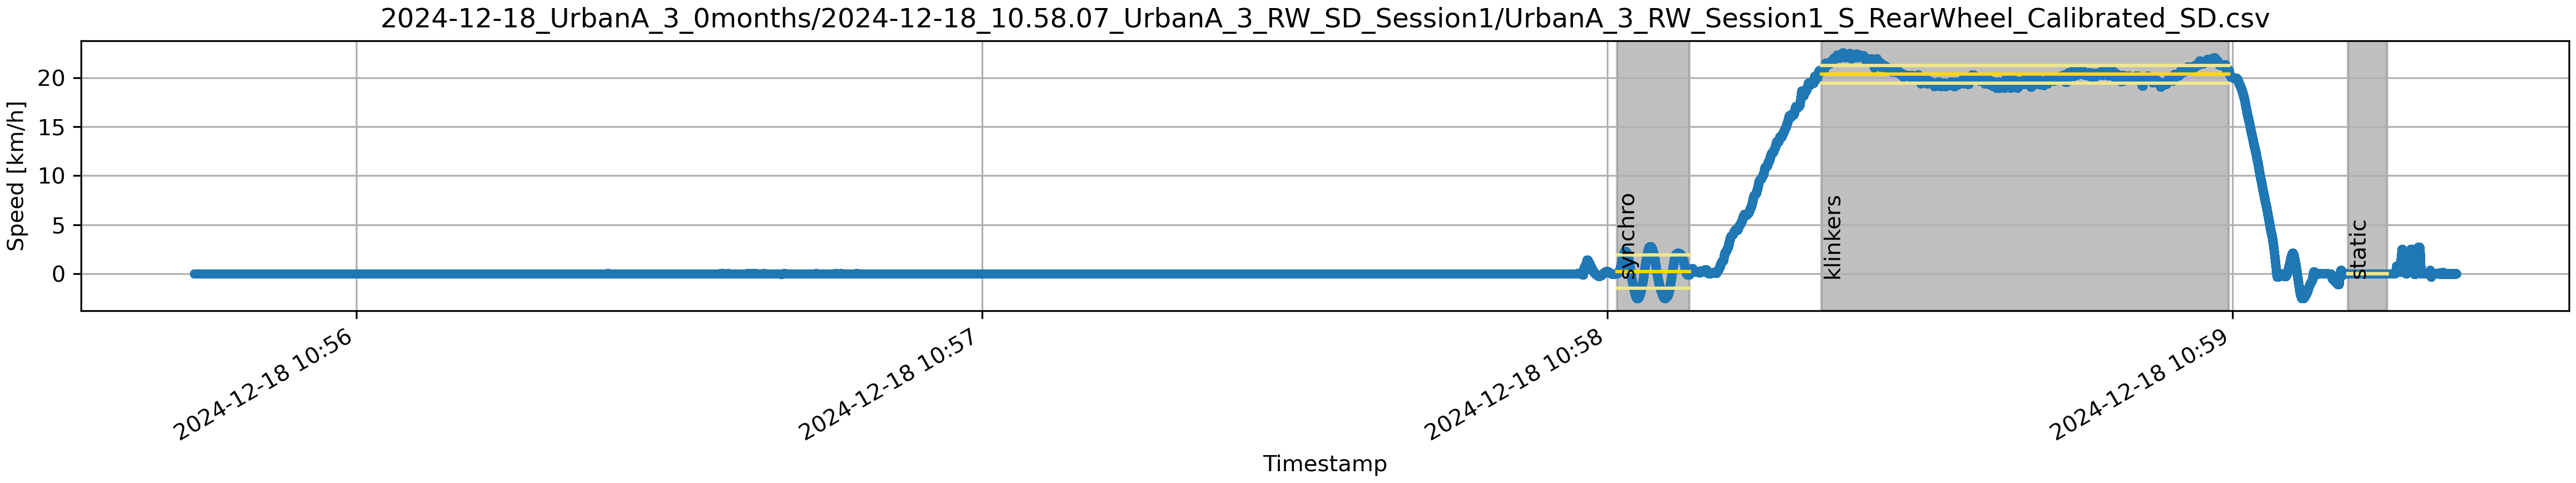 2024-12-18_UrbanA_3_0months/2024-12-18_10.58.07_UrbanA_3_RW_SD_Session1/UrbanA_3_RW_Session1_S_RearWheel_Calibrated_SD.csv
Speed [km/h]
20
15
10
5
0
synchro
klinkers
static
2024-12-18 10:56
2024-12-18 10:57
2024-12-18 10:58
2024-12-18 10:59
Timestamp